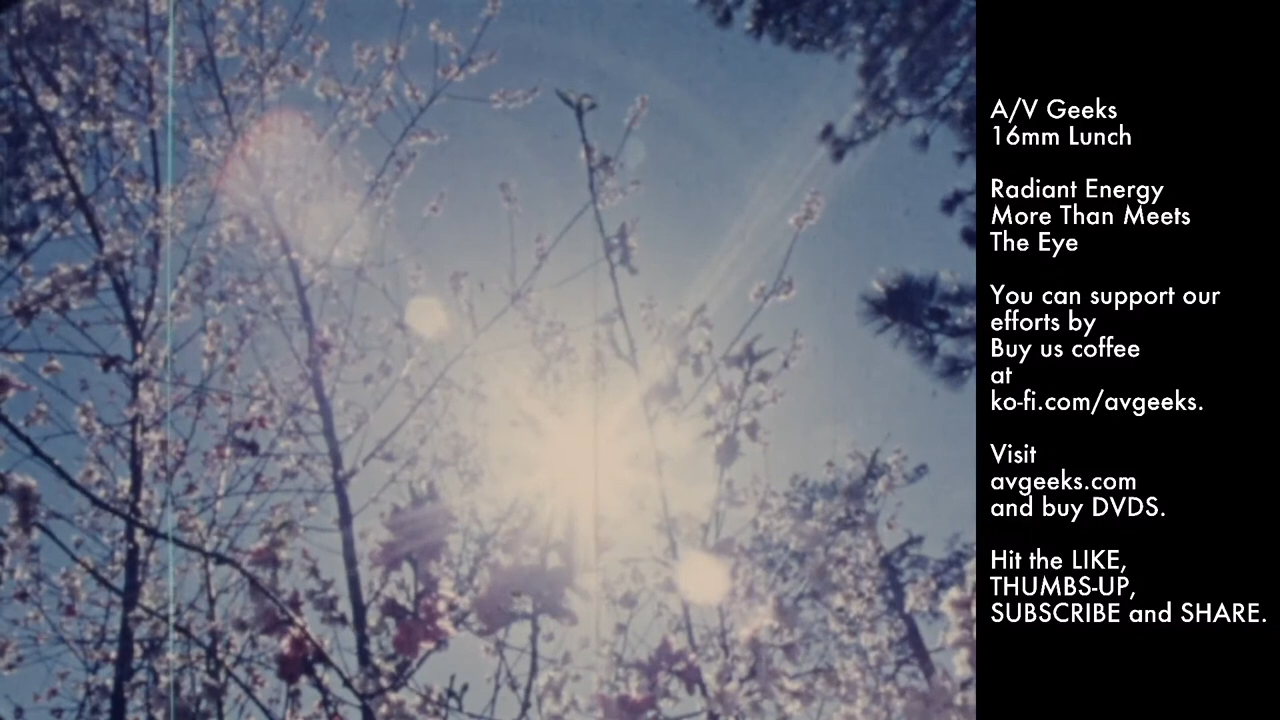 A/V Geeks
16mm Lunch
Radiant Energy
More Than Meets
The Eye
You can support our
efforts by
Buy us coffee
at
ko-fi.com/avgeeks.
Visit
avgeeks.com
and buy DVDS.
Hit the LIKE,
THUMBS-UP,
SUBSCRIBE and SHARE.